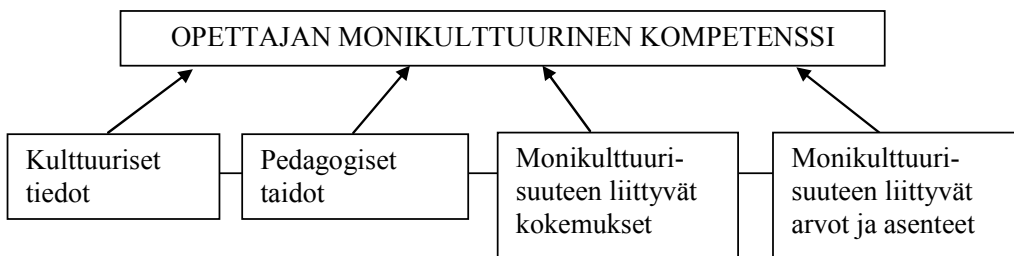 OPETTAJAN MONIKULTTUURINEN KOMPETENSSI
Kulttuuriset
tiedot
Pedagogiset
taidot
Monikulttuuri-
suuteen liittyvät
kokemukset
Monikulttuuri-
suuteen liittyvät
arvot ja asenteet